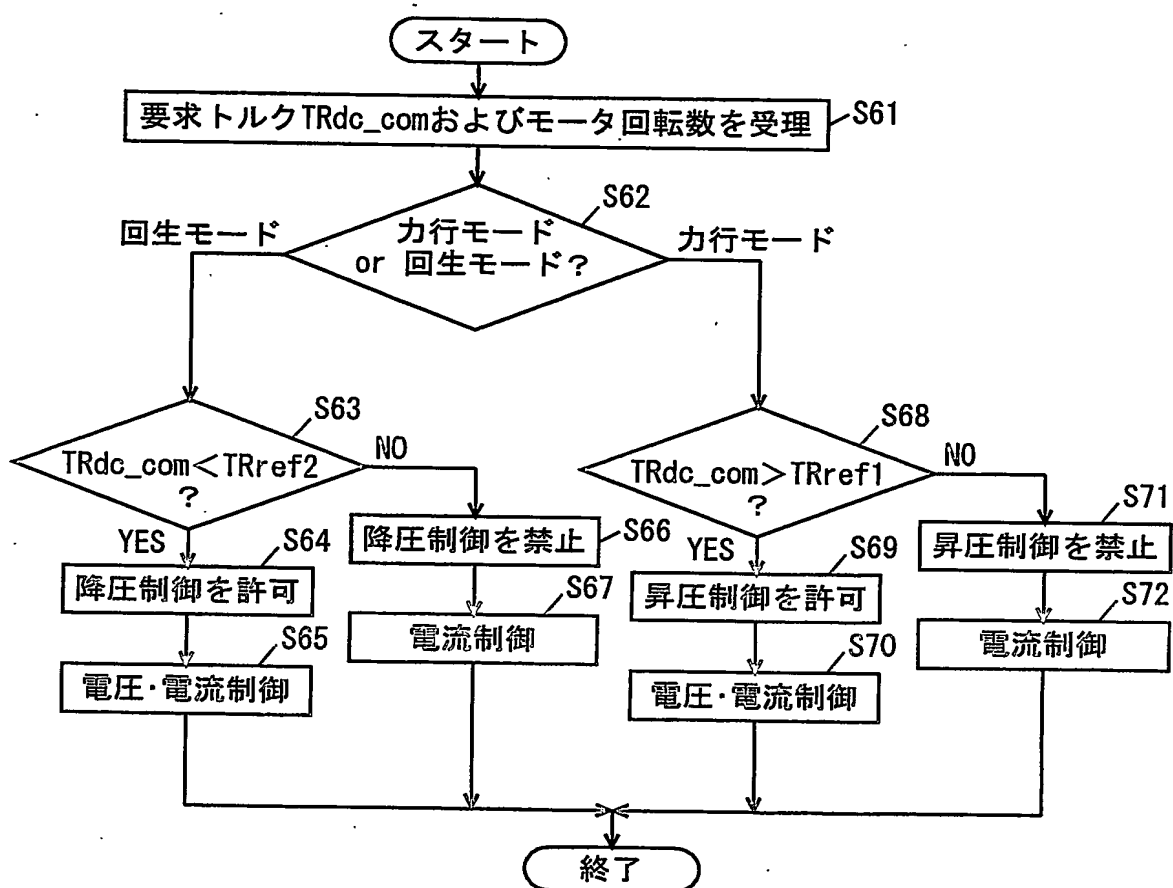 スタート
要求トルクTRdc_comおよびモータ回転数を受理
S61
S62
回生モード
力行モード
or 回生モード?
力行モード
S63
TRdc_com<TRref2
?
NO
YES
S64
降圧制御を許可
S65
電圧・電流制御
降圧制御を禁止
S66
S67
電流制御
S68
TRdc_com>TRref1
?
NO
YES
S69
昇圧制御を許可
S70
電圧・電流制御
S71
昇圧制御を禁止
S72
電流制御
終了